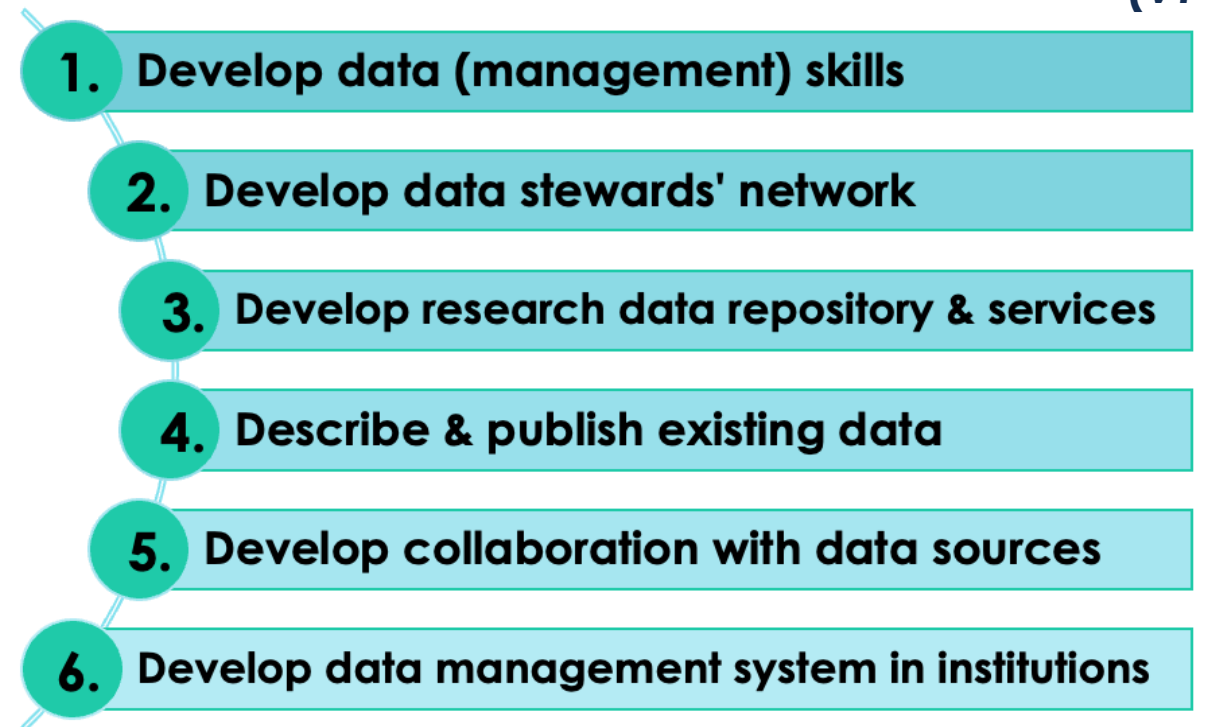 1. Develop data (management) skills
2. Develop data stewards' network
3. Develop research data repository & services
4. Describe & publish existing data
5. Develop collaboration with data sources
6. Develop data management system in institutions